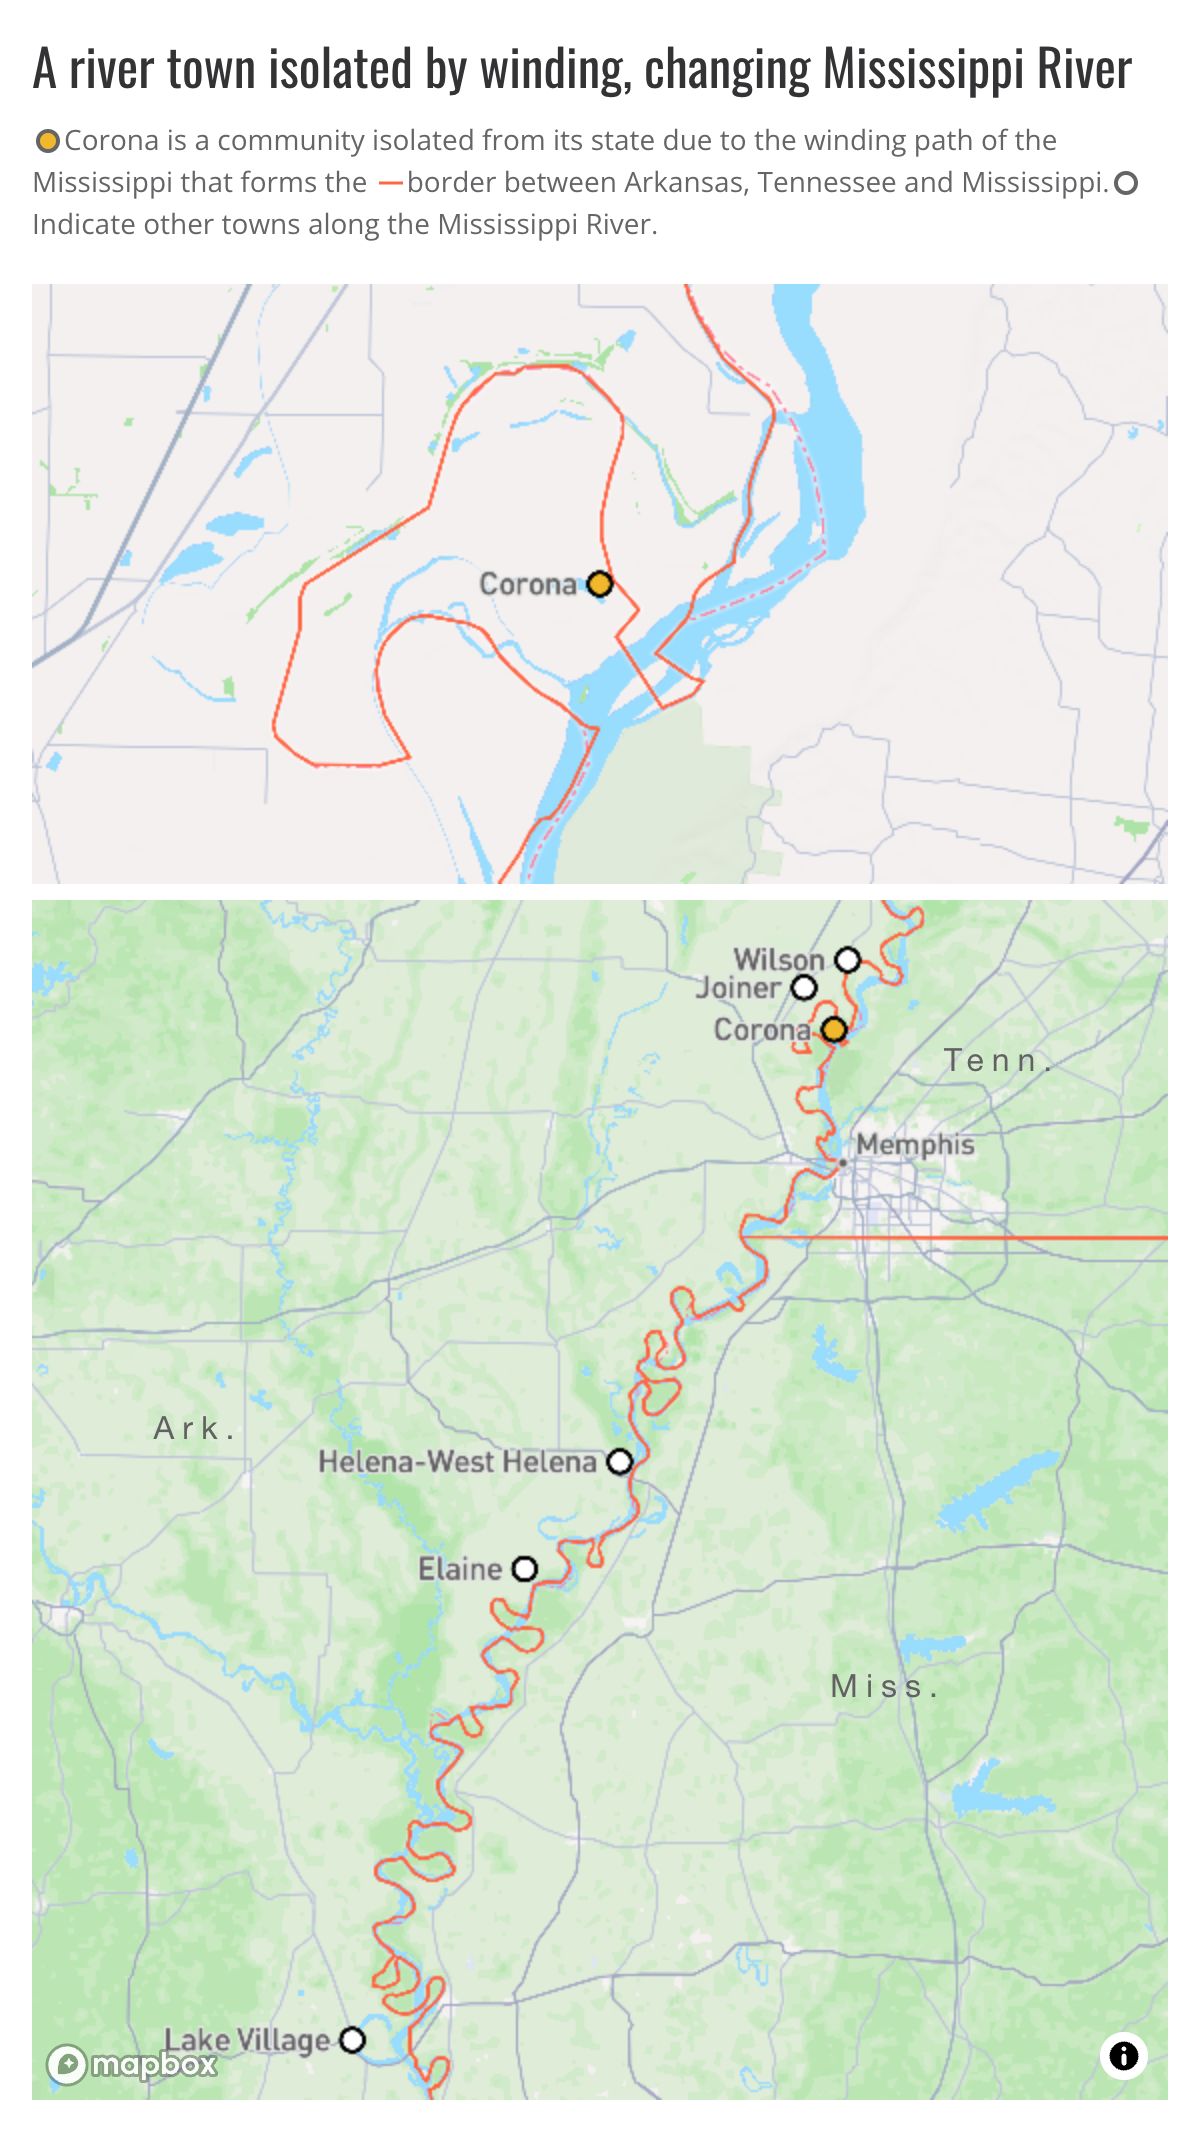 A river town isolated by winding, changing Mississippi River
Corona is a community isolated from its state due to the winding path of the
Mississippi that forms the border between Arkansas, Tennessee and Mississippi.
Indicate other towns along the Mississippi River.
Corona
Wilson
Joiner
Corona
Tenn.
Memphis
Ark.
Helena-West Helena
Elaine
Miss.
Lake Village
mapbox